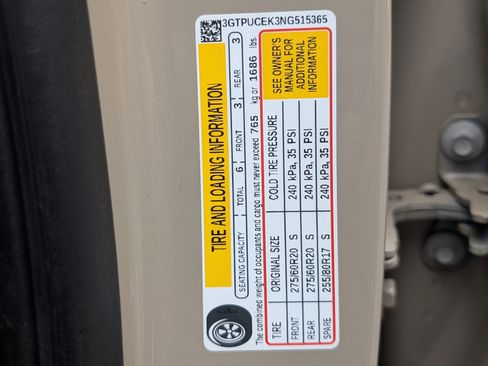 3GTPUCEK3NG515365
TIRE AND LOADING INFORMATION
SEATING CAPACITY TOTAL 6 FRONT 3 REAR 3
The combined weight of occupants and cargo must never exceed 765 kg or 1686 lbs.
TIRE ORIGINAL SIZE COLD TIRE PRESSURE
FRONT 275/60R20 S 240 kPa, 35 PSI
REAR 275/60R20 S 240 kPa, 35 PSI
SPARE 255/80R17 S 240 kPa, 35 PSI
SEE OWNER'S
MANUAL FOR
ADDITIONAL
INFORMATION